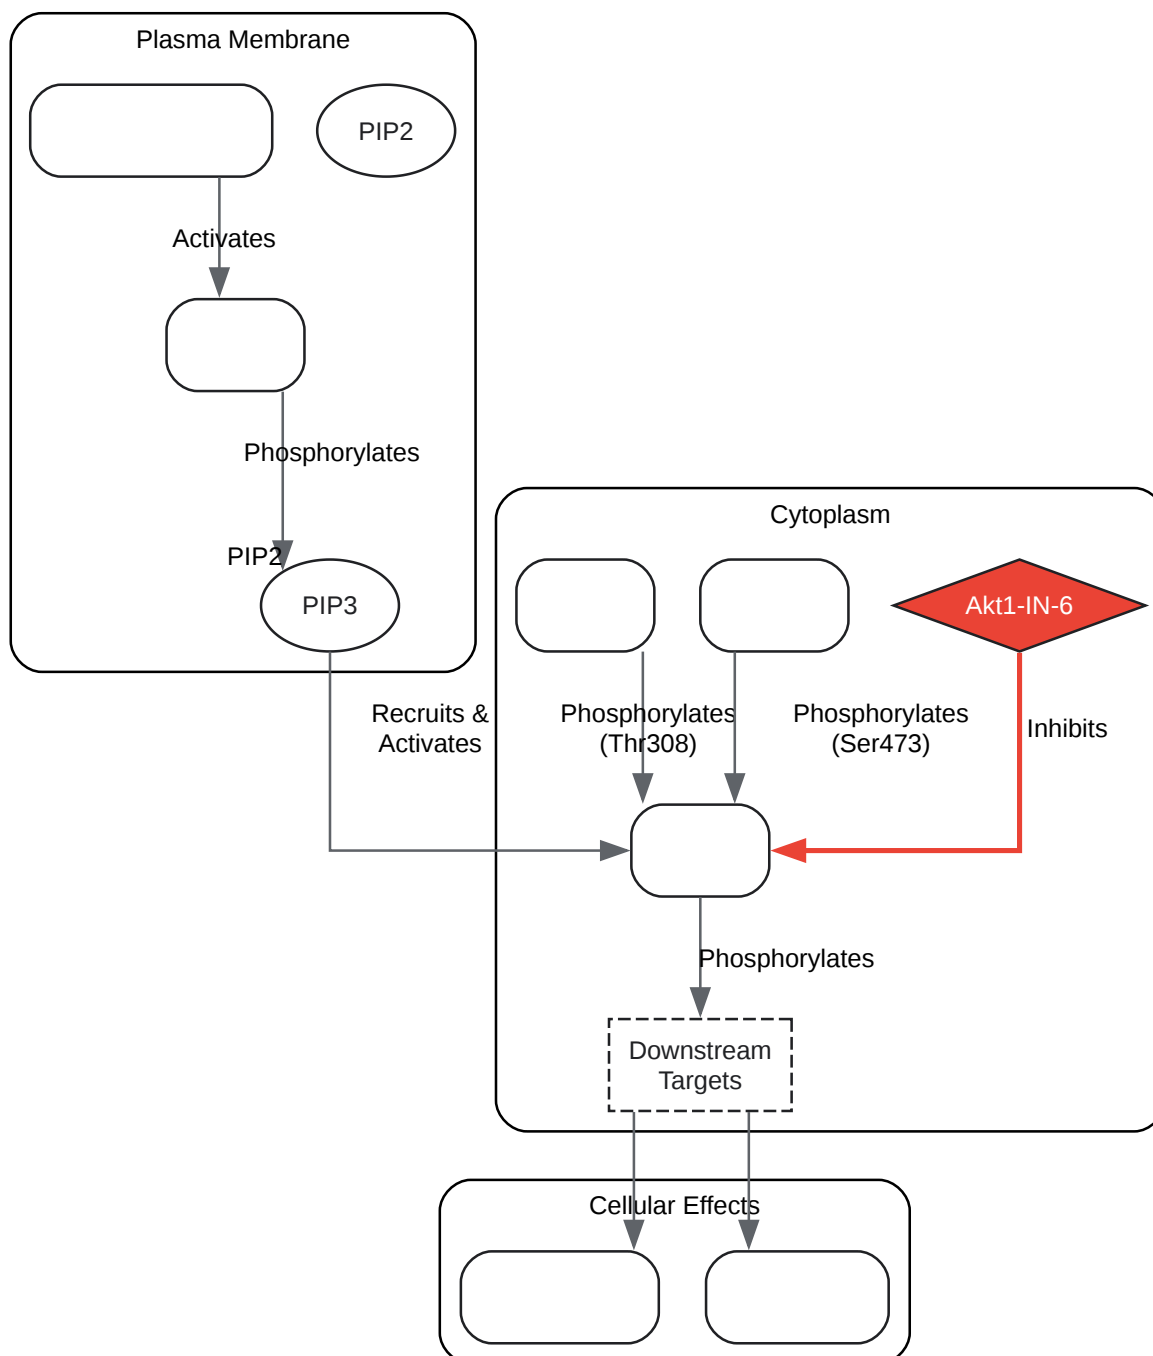 Plasma Membrane
PIP2
Activates
Phosphorylates
PIP2
PIP3
Cytoplasm
Akt1-IN-6
Recruits &
Activates
Phosphorylates
(Thr308)
Phosphorylates
(Ser473)
Inhibits
Phosphorylates
Downstream
Targets
Cellular Effects